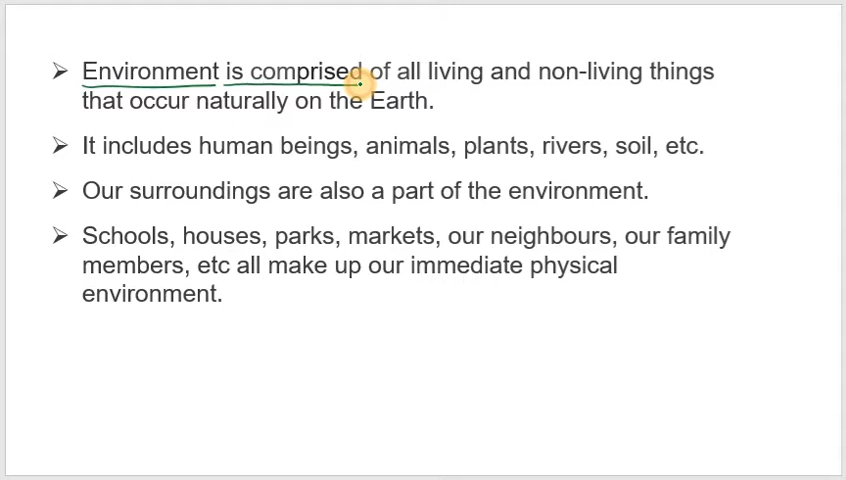 Environment is comprised of all living and non-living things
that occur naturally on the Earth.
It includes human beings, animals, plants, rivers, soil, etc.
Our surroundings are also a part of the environment.
Schools, houses, parks, markets, our neighbours, our family
members, etc all make up our immediate physical
environment.